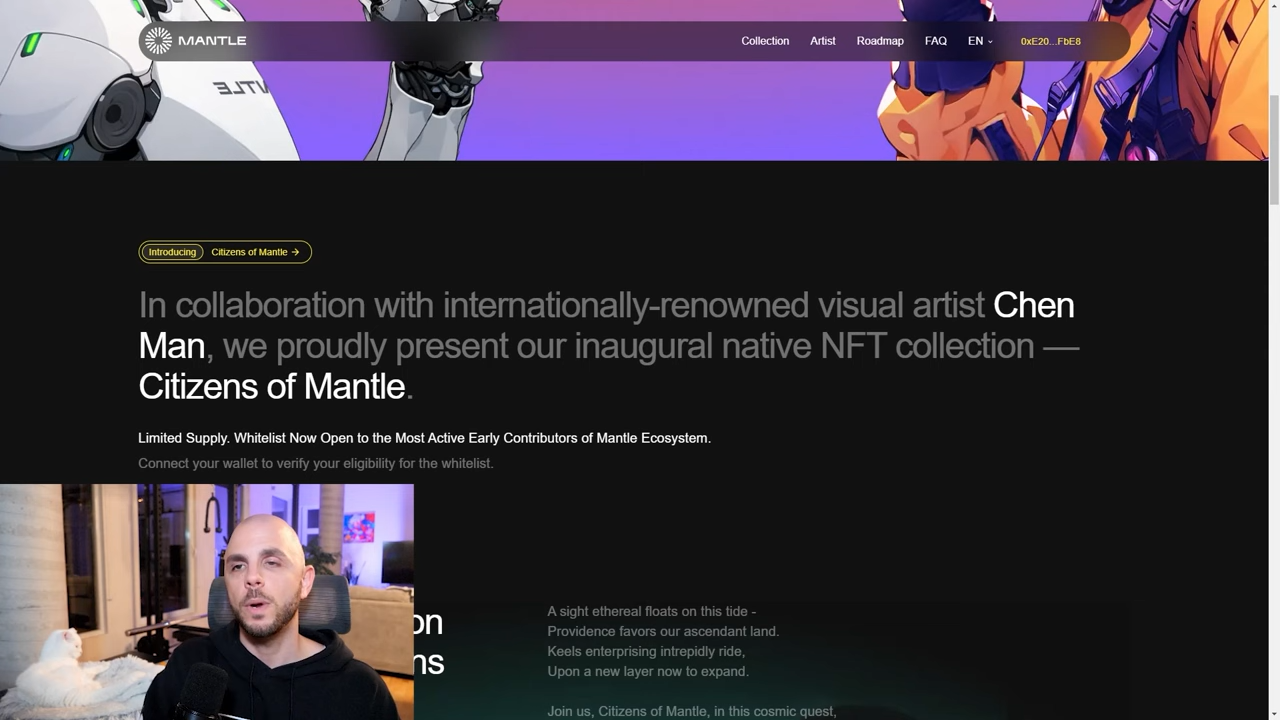 MANTLE
Collection
Artist
Roadmap
FAQ
EN
0xE20...FbE8
Introducing
Citizens of Mantle →
In collaboration with internationally-renowned visual artist Chen
Man, we proudly present our inaugural native NFT collection —
Citizens of Mantle.
Limited Supply. Whitelist Now Open to the Most Active Early Contributors of Mantle Ecosystem.
Connect your wallet to verify your eligibility for the whitelist.
A sight ethereal floats on this tide -
Providence favors our ascendant land.
Keels enterprising intrepidly ride,
Upon a new layer now to expand.
Join us, Citizens of Mantle, in this cosmic quest,